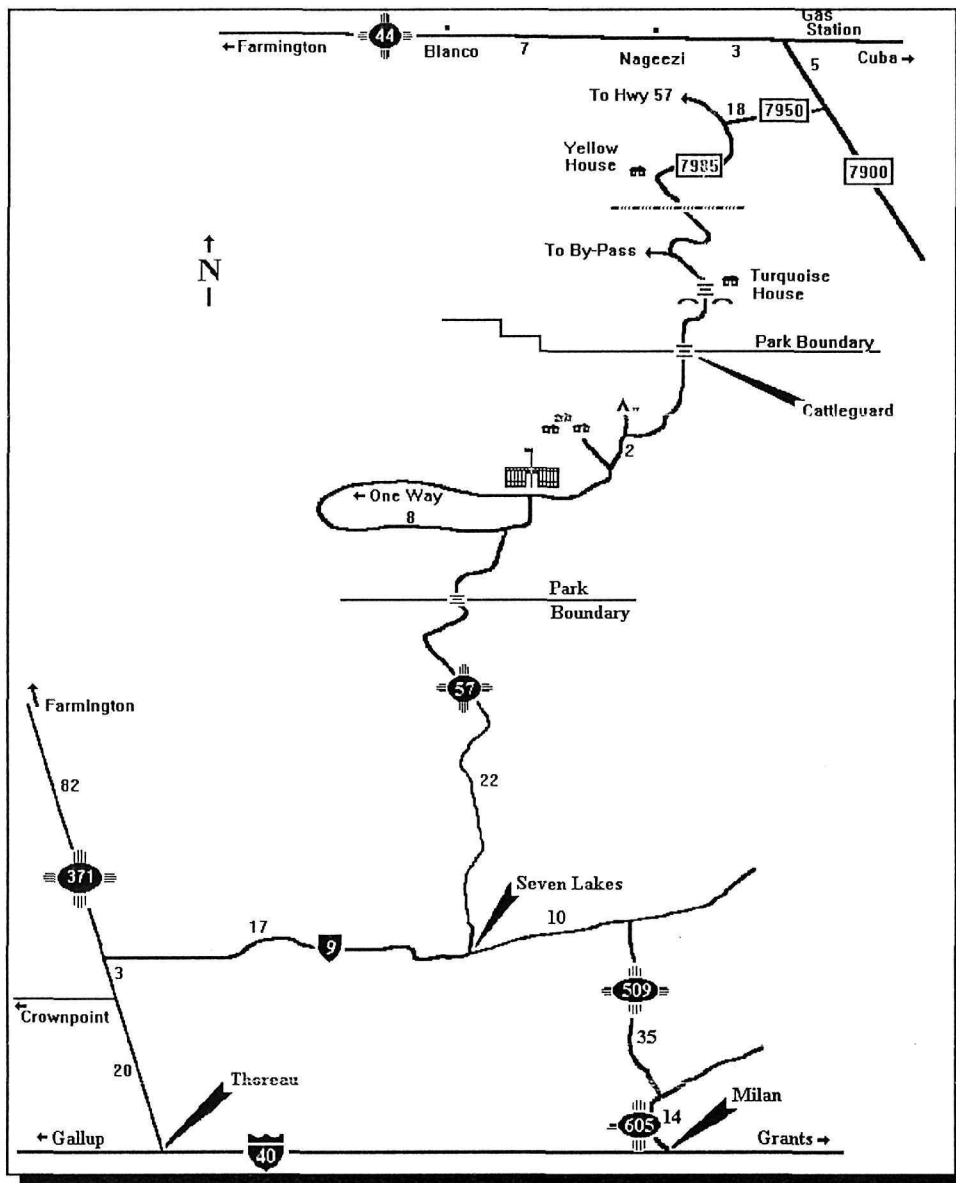 Gas
Station
44
← Farmington
Blanco
7
Nageezi
3
5
Cuba →
To Hwy 57
18
7950
Yellow
House
7985
7900
N
To By-Pass
Turquoise
House
Park Boundary
Cattleguard
2
← One Way
8
Park
Boundary
57
Farmington
82
22
371
Seven Lakes
17
10
9
3
509
Crownpoint
35
20
Thoreau
Milan
14
605
← Gallup
40
Grants →